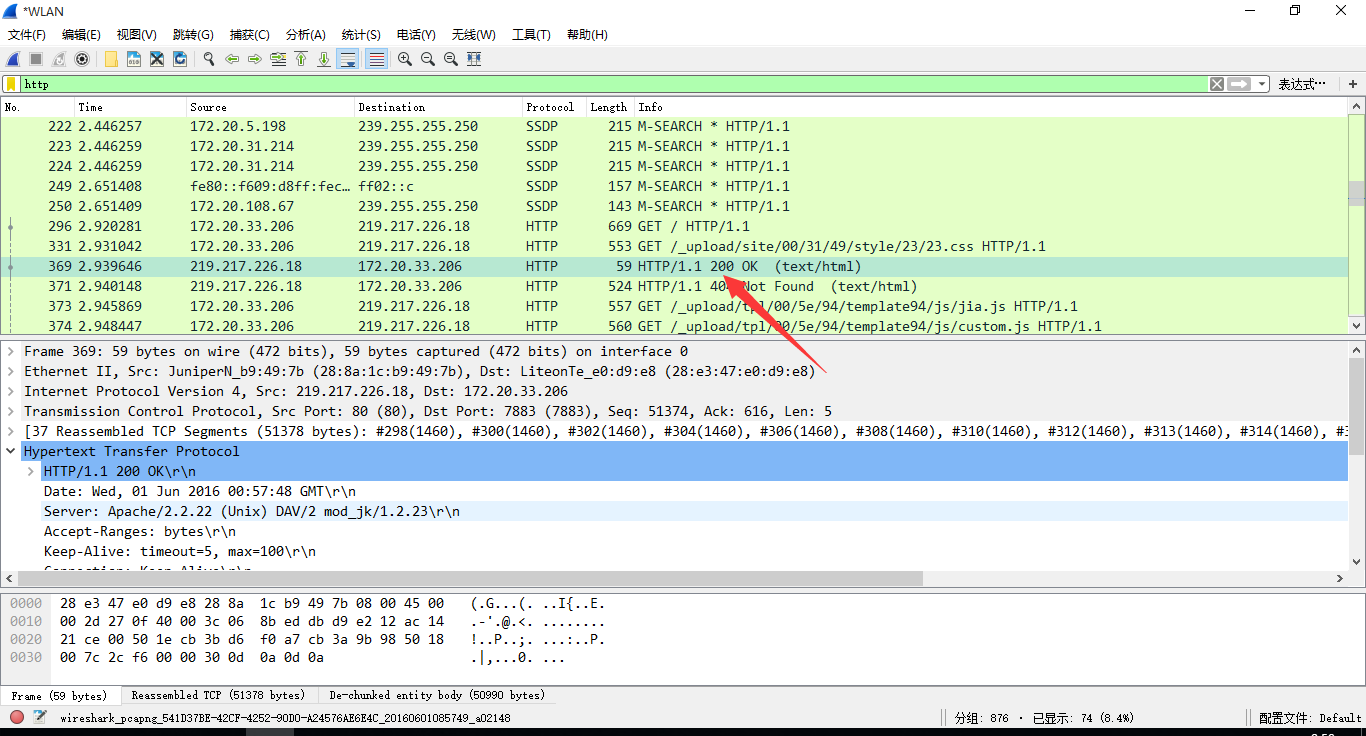 *WLAN
文件(F) 编辑(E) 视图(V) 跳转(G) 捕获(C) 分析(A) 统计(S) 电话(Y) 无线(W) 工具(T) 帮助(H)
http 表达式… +
No. Time Source Destination Protocol Length Info
222 2.446257 172.20.5.198 239.255.255.250 SSDP 215 M-SEARCH * HTTP/1.1
223 2.446259 172.20.31.214 239.255.255.250 SSDP 215 M-SEARCH * HTTP/1.1
224 2.446259 172.20.31.214 239.255.255.250 SSDP 215 M-SEARCH * HTTP/1.1
249 2.651408 fe80::f609:d8ff:fec… ff02::c SSDP 157 M-SEARCH * HTTP/1.1
250 2.651409 172.20.108.67 239.255.255.250 SSDP 143 M-SEARCH * HTTP/1.1
296 2.920281 172.20.33.206 219.217.226.18 HTTP 669 GET / HTTP/1.1
331 2.931042 172.20.33.206 219.217.226.18 HTTP 553 GET /_upload/site/00/31/49/style/23/23.css HTTP/1.1
369 2.939646 219.217.226.18 172.20.33.206 HTTP 59 HTTP/1.1 200 OK (text/html)
371 2.940148 219.217.226.18 172.20.33.206 HTTP 524 HTTP/1.1 404 Not Found (text/html)
373 2.945869 172.20.33.206 219.217.226.18 HTTP 557 GET /_upload/tpl/00/5e/94/template94/js/jia.js HTTP/1.1
374 2.948447 172.20.33.206 219.217.226.18 HTTP 560 GET /_upload/tpl/00/5e/94/template94/js/custom.js HTTP/1.1
Frame 369: 59 bytes on wire (472 bits), 59 bytes captured (472 bits) on interface 0
Ethernet II, Src: JuniperN_b9:49:7b (28:8a:1c:b9:49:7b), Dst: LiteonTe_e0:d9:e8 (28:e3:47:e0:d9:e8)
Internet Protocol Version 4, Src: 219.217.226.18, Dst: 172.20.33.206
Transmission Control Protocol, Src Port: 80 (80), Dst Port: 7883 (7883), Seq: 51374, Ack: 616, Len: 5
[37 Reassembled TCP Segments (51378 bytes): #298(1460), #300(1460), #302(1460), #304(1460), #306(1460), #308(1460), #310(1460), #312(1460), #313(1460), #314(1460),
Hypertext Transfer Protocol
HTTP/1.1 200 OK\r\n
Date: Wed, 01 Jun 2016 00:57:48 GMT\r\n
Server: Apache/2.2.22 (Unix) DAV/2 mod_jk/1.2.23\r\n
Accept-Ranges: bytes\r\n
Keep-Alive: timeout=5, max=100\r\n
Connection: Keep-Alive\r\n
0000 28 e3 47 e0 d9 e8 28 8a 1c b9 49 7b 08 00 45 00 (.G...(. ..I{..E.
0010 00 2d 27 0f 40 00 3c 06 8b ed db d9 e2 12 ac 14 .-'.@.<. ........
0020 21 ce 00 50 1e cb 3b d6 f0 a7 cb 3a 9b 98 50 18 !..P..;. ...:..P.
0030 00 7c 2c f6 00 00 30 0d 0a 0d 0a .|,...0. ...
Frame (59 bytes) Reassembled TCP (51378 bytes) De-chunked entity body (50990 bytes)
wireshark_pcapng_541D37BE-42CF-4252-90D0-A24576AE6E4C_20160601085749_a02148 分组: 876 · 已显示: 74 (8.4%) 配置文件: Default